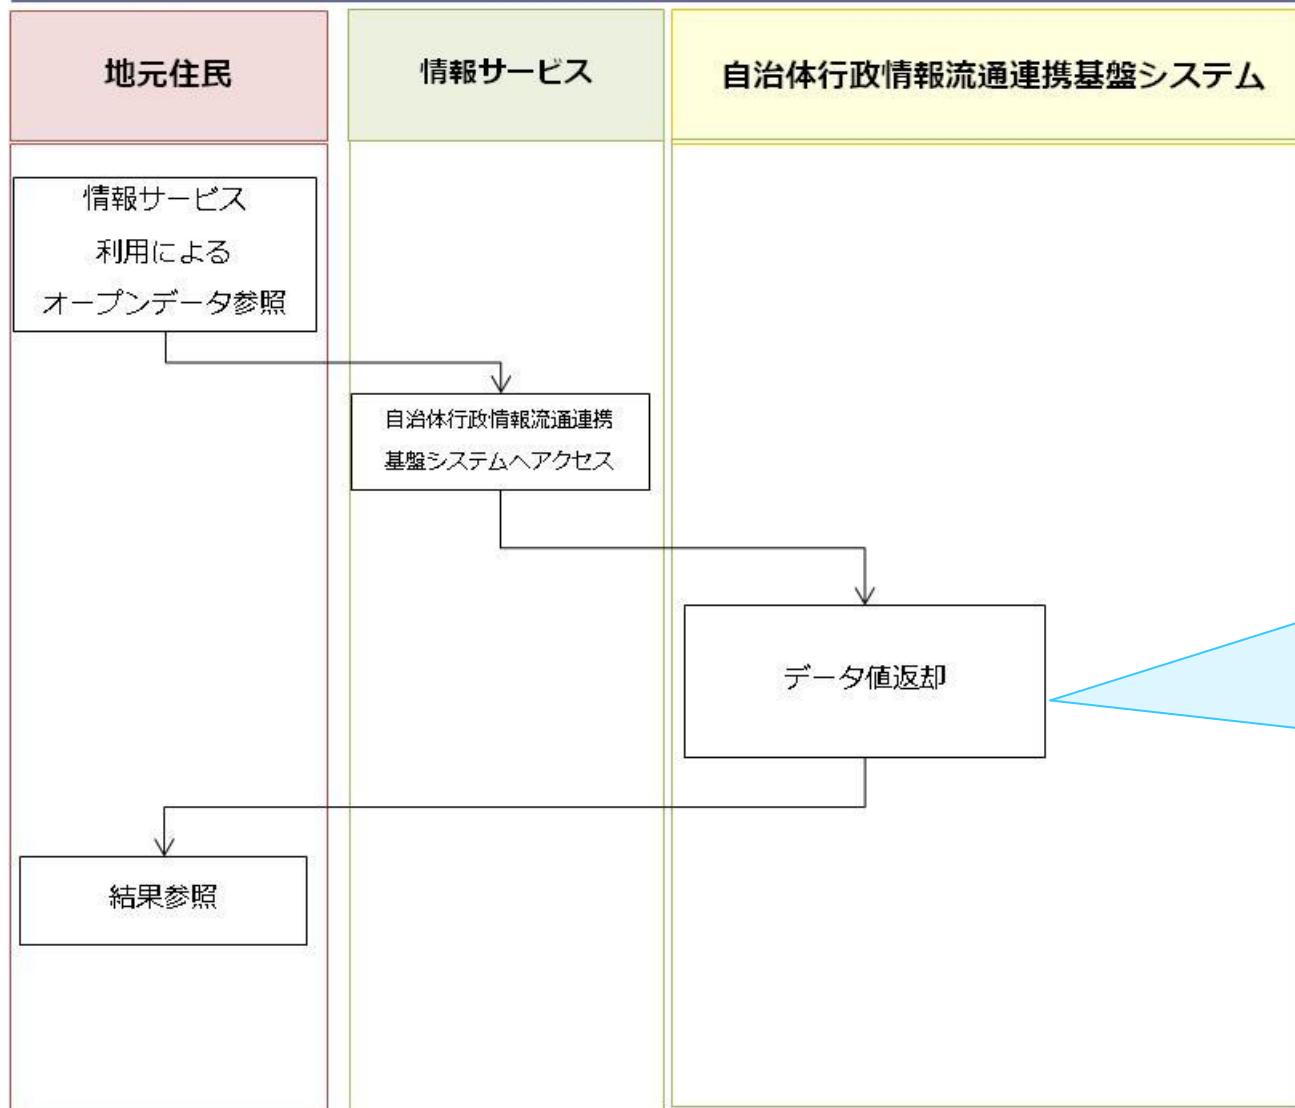 地元住民
情報サービス
自治体行政情報流通連携基盤システム
情報サービス
利用による
オープンデータ参照
自治体行政情報流通連携
基盤システムへアクセス
データ値返却
結果参照